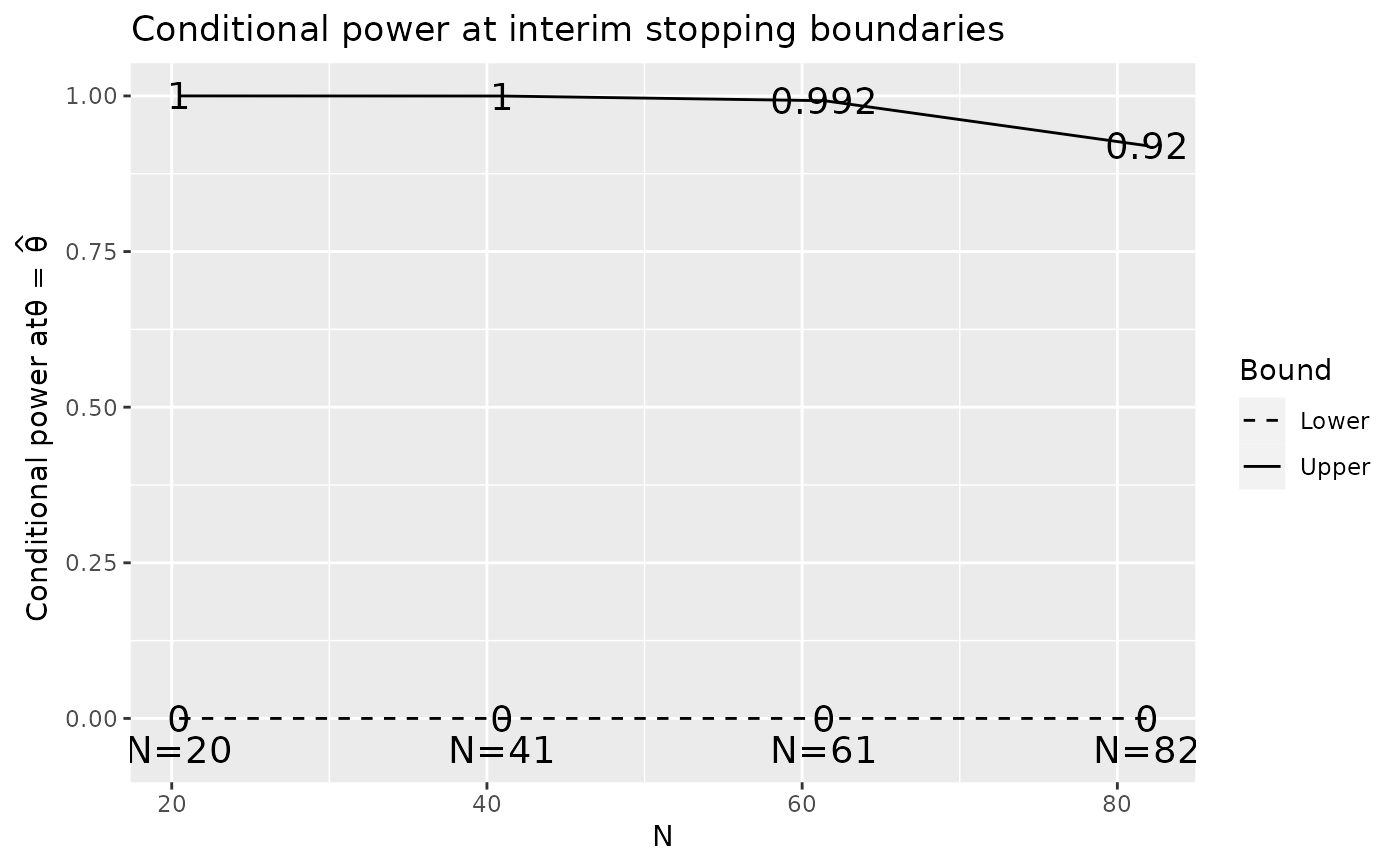 Conditional power at interim stopping boundaries
Conditional power atθ = θ̂
1.00
0.75
0.50
0.25
0.00
1
1
0.992
0.92
0
0
0
0
N=20
N=41
N=61
N=82
20
40
60
80
N
Bound
Lower
Upper